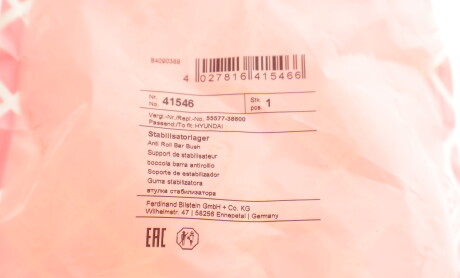 64090389
4 027816 415466
Nr.
No. 41546 Stk.
pos. 1
Vergl.-Nr./Repl.-No. 55577-38600
Passend/To fit: HYUNDAI
Stabilisatorlager
Anti Roll Bar Bush
Support de stabilisateur
boccola barra antirollio
Soporte de estabilizador
Guma stabilizatora
втулка стабилизатора
Ferdinand Bilstein GmbH + Co. KG
Wilhelmstr. 47 | 58256 Ennepetal | Germany
EAC